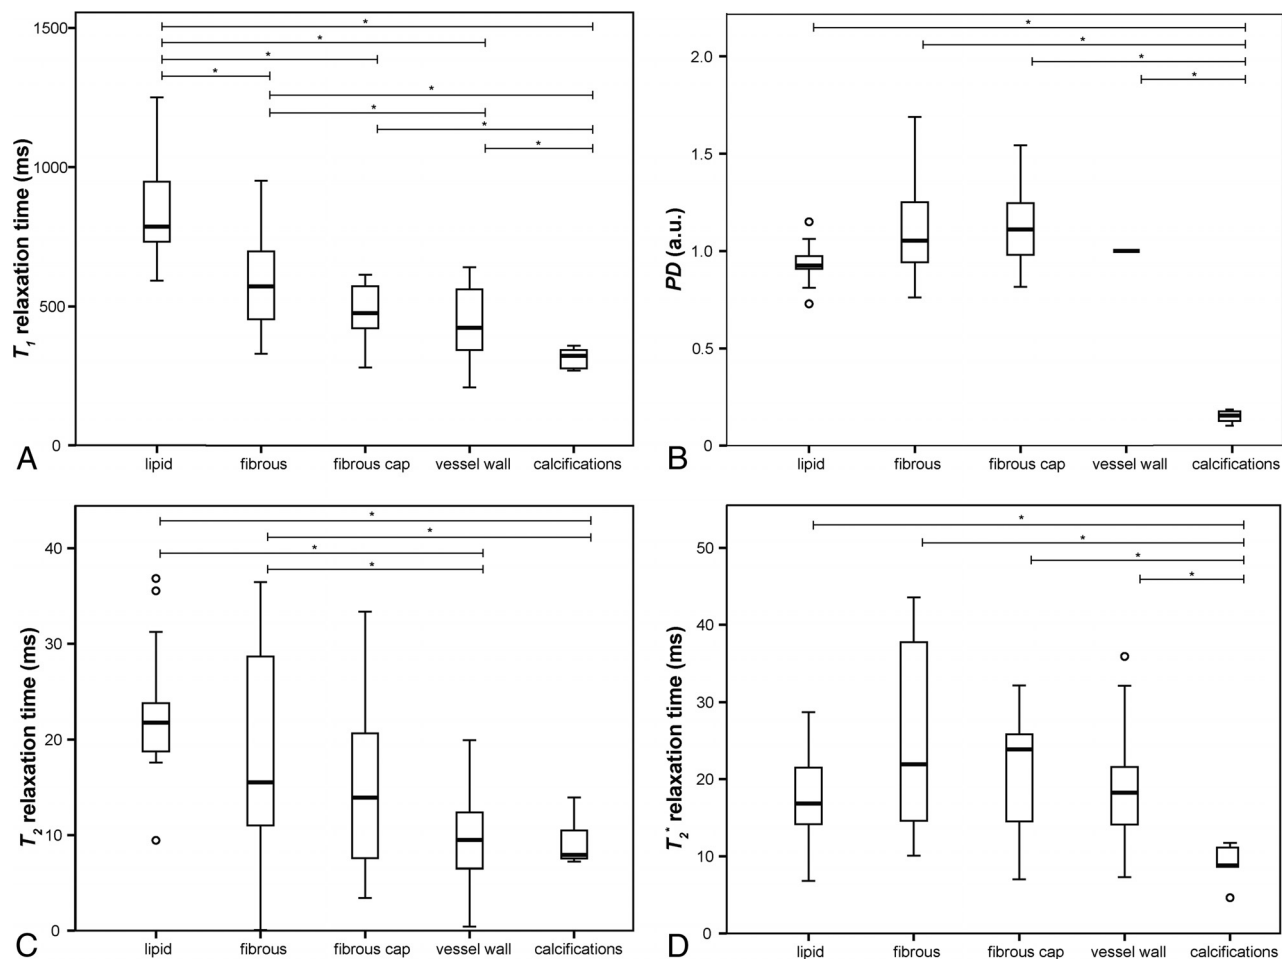 1500
1000
500
0
T1 relaxation time (ms)
* * * * * * * *
A
lipid fibrous fibrous cap vessel wall calcifications
2.0
1.5
1.0
0.5
0
PD (a.u.)
* * * *
B
lipid fibrous fibrous cap vessel wall calcifications
40
30
20
10
0
T2 relaxation time (ms)
* * * *
C
lipid fibrous fibrous cap vessel wall calcifications
50
40
30
20
10
0
T2* relaxation time (ms)
* * * *
D
lipid fibrous fibrous cap vessel wall calcifications